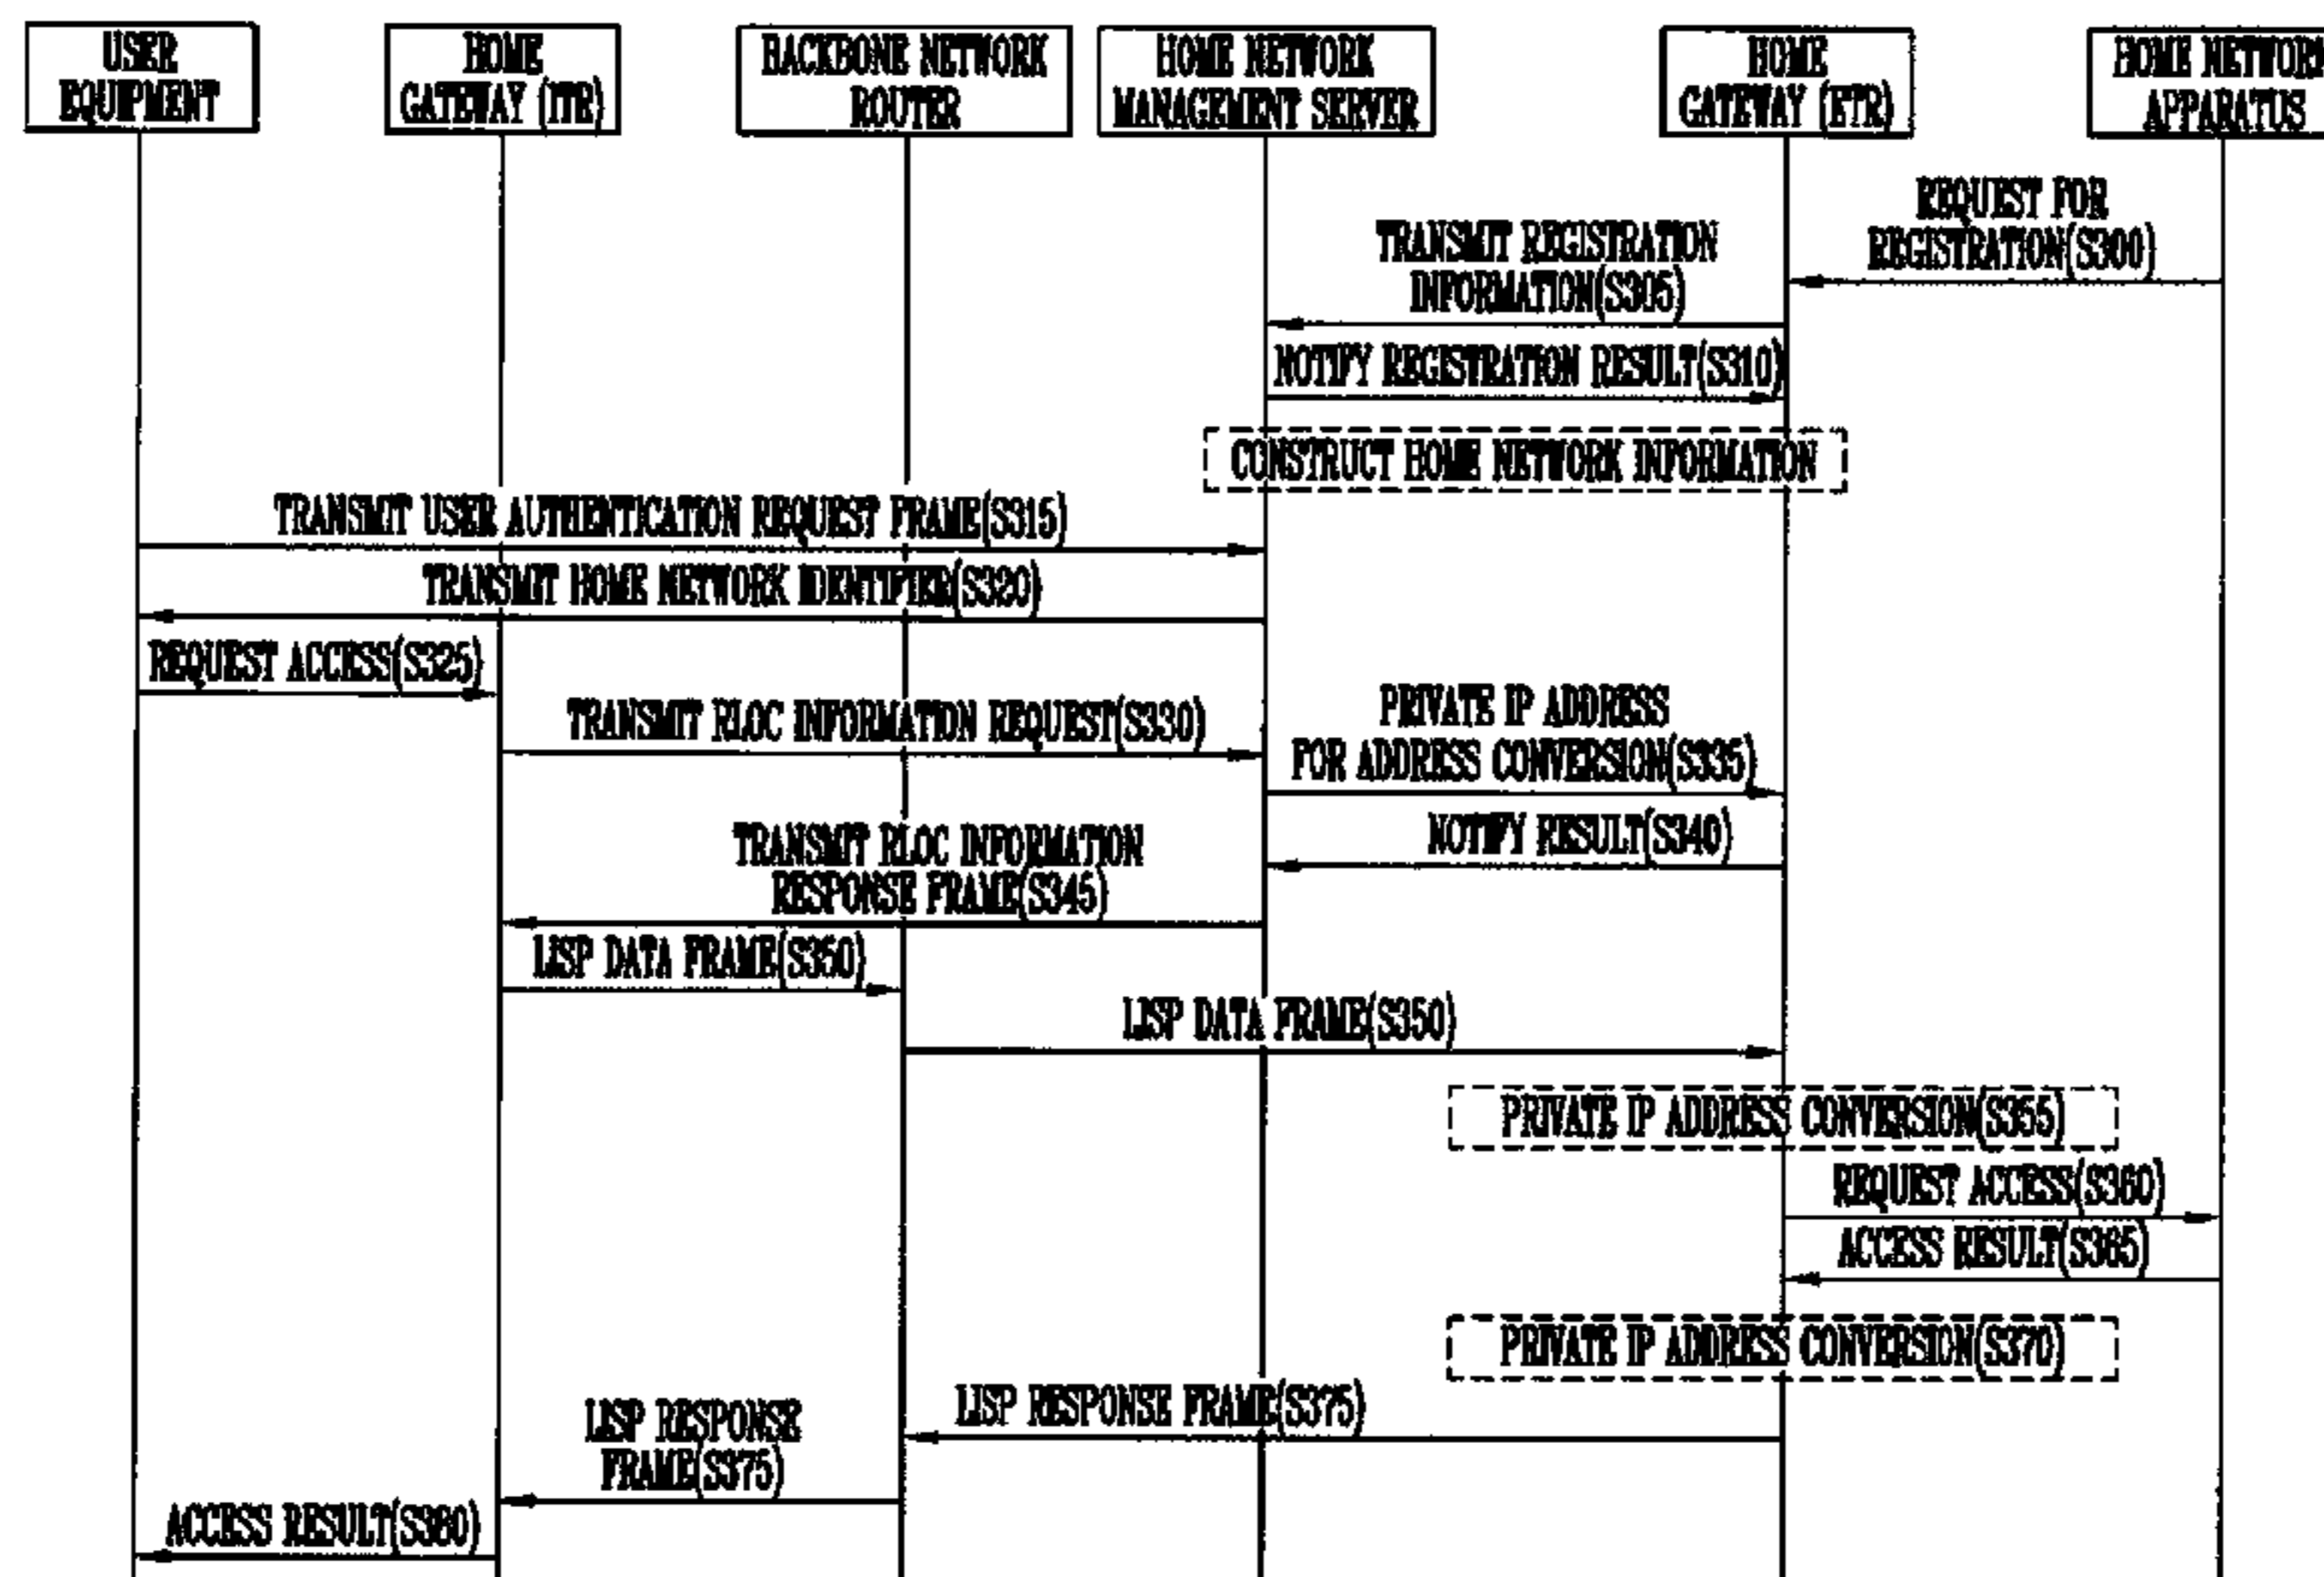 USER
EQUIPMENT
HOME
GATEWAY (ITR)
BACKBONE NETWORK
ROUTER
HOME NETWORK
MANAGEMENT SERVER
HOME
GATEWAY (ETR)
HOME NETWORK
APPARATUS
REQUEST FOR
REGISTRATION(S300)
TRANSMIT REGISTRATION
INFORMATION(S305)
NOTIFY REGISTRATION RESULT(S310)
CONSTRUCT HOME NETWORK INFORMATION
TRANSMIT USER AUTHENTICATION REQUEST FRAME(S315)
TRANSMIT HOME NETWORK IDENTIFIER(S320)
REQUEST ACCESS(S325)
TRANSMIT RLOC INFORMATION REQUEST(S330)
PRIVATE IP ADDRESS
FOR ADDRESS CONVERSION(S335)
NOTIFY RESULT(S340)
TRANSMIT RLOC INFORMATION
RESPONSE FRAME(S345)
LISP DATA FRAME(S350)
LISP DATA FRAME(S350)
PRIVATE IP ADDRESS CONVERSION(S355)
REQUEST ACCESS(S360)
ACCESS RESULT(S365)
PRIVATE IP ADDRESS CONVERSION(S370)
LISP RESPONSE FRAME(S375)
LISP RESPONSE
FRAME(S375)
ACCESS RESULT(S380)